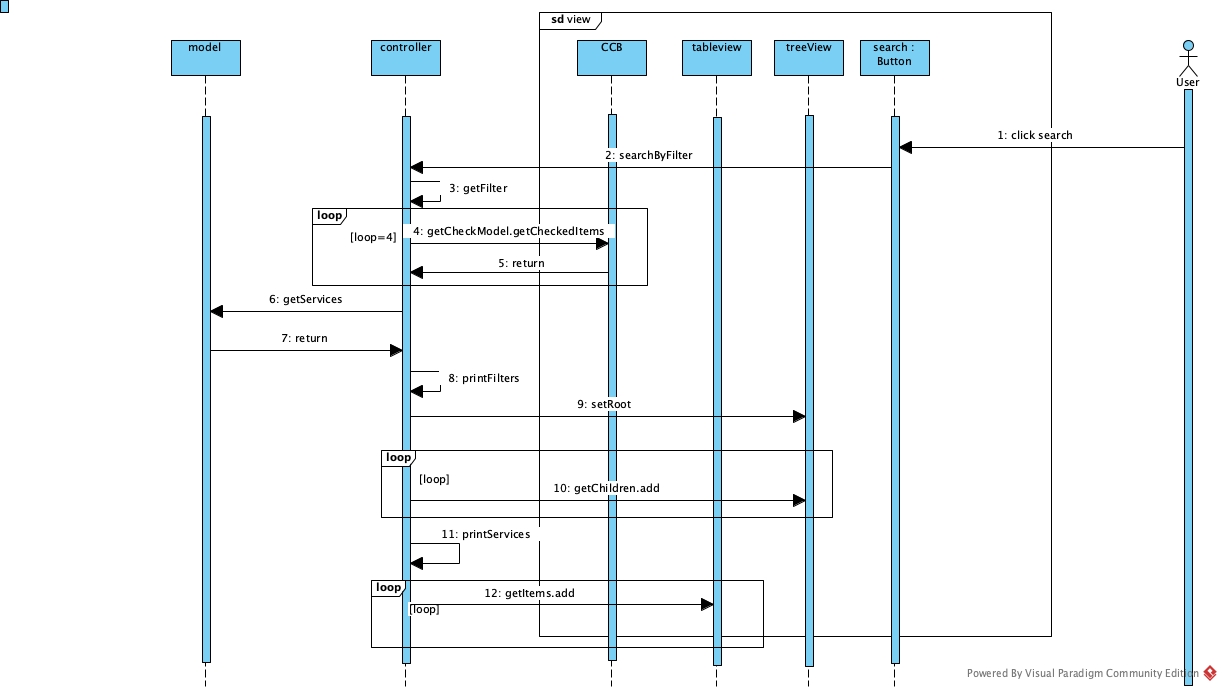 sd view
model
controller
CCB
tableview
treeView
search :
Button
User
1: click search
2: searchByFilter
3: getFilter
loop
[loop=4]
4: getCheckModel.getCheckedItems
5: return
6: getServices
7: return
8: printFilters
9: setRoot
loop
[loop]
10: getChildren.add
11: printServices
loop
12: getItems.add
[loop]
Powered By Visual Paradigm Community Edition